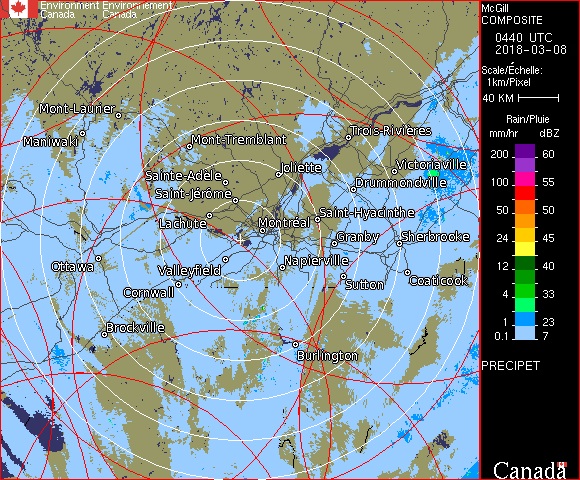 Environment Environnement
Canada Canada
McGill
COMPOSITE
0440 UTC
2018-03-08
Scale/Échelle:
1km/Pixel
40 KM
Rain/Pluie
mm/hr dBZ
200 60
100 55
50 50
24 45
12 40
4 33
1 23
0.1 7
PRECIPET
Canada
Mont-Laurier
Maniwaki
Mont-Tremblant
Trois-Rivières
Sainte-Adèle
Joliette
Victoriaville
Saint-Jérôme
Drummondville
Lachute
Montréal
Saint-Hyacinthe
Granby
Sherbrooke
Ottawa
Valleyfield
Napierville
Cornwall
Sutton
Coaticook
Brockville
Burlington